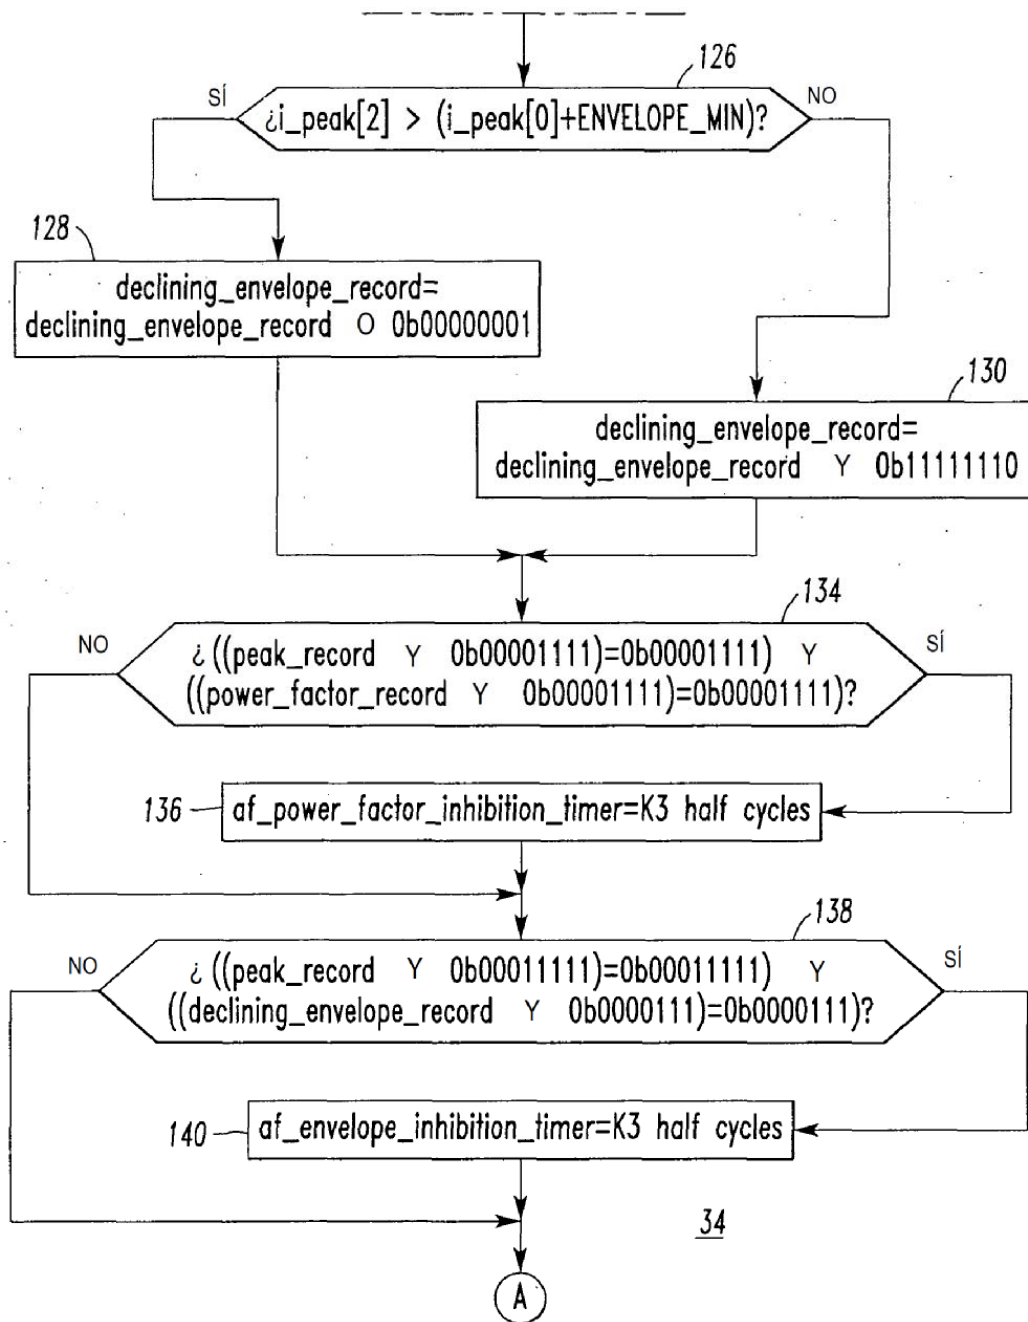 126
SÍ
NO
¿i_peak[2] > (i_peak[0]+ENVELOPE_MIN)?
128
declining_envelope_record=
declining_envelope_record O 0b00000001
130
declining_envelope_record=
declining_envelope_record Y 0b11111110
134
NO
SÍ
¿((peak_record Y 0b00001111)=0b00001111) Y
((power_factor_record Y 0b00001111)=0b00001111)?
136
af_power_factor_inhibition_timer=K3 half cycles
138
NO
SÍ
¿((peak_record Y 0b00011111)=0b00011111) Y
((declining_envelope_record Y 0b0000111)=0b0000111)?
140
af_envelope_inhibition_timer=K3 half cycles
34
A